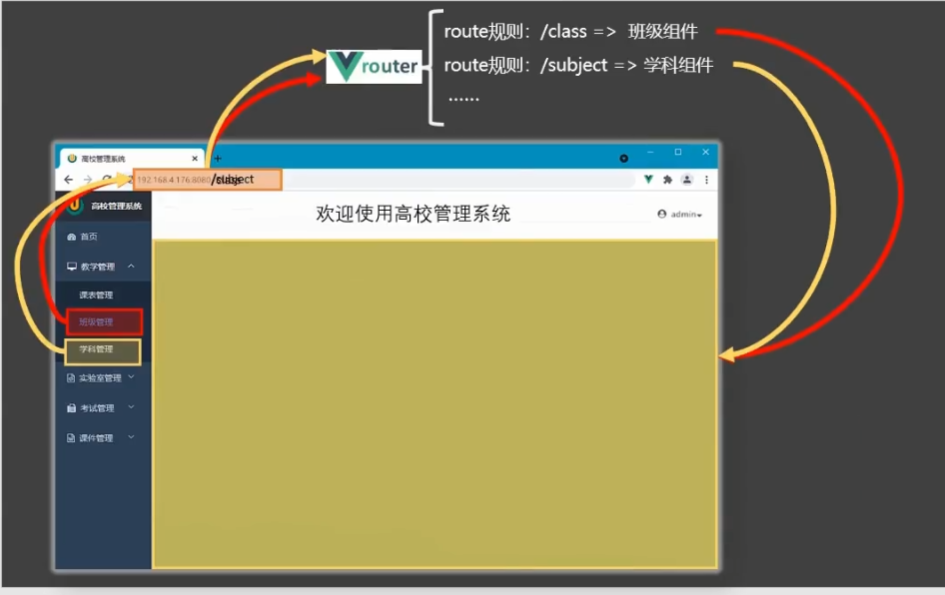 route规则：/class => 班级组件
route规则：/subject => 学科组件
......
router
高校管理系统
192.168.4.176:8080/subject
高校管理系统
欢迎使用高校管理系统
admin
首页
教学管理
课表管理
班级管理
学科管理
实验室管理
考试管理
课件管理